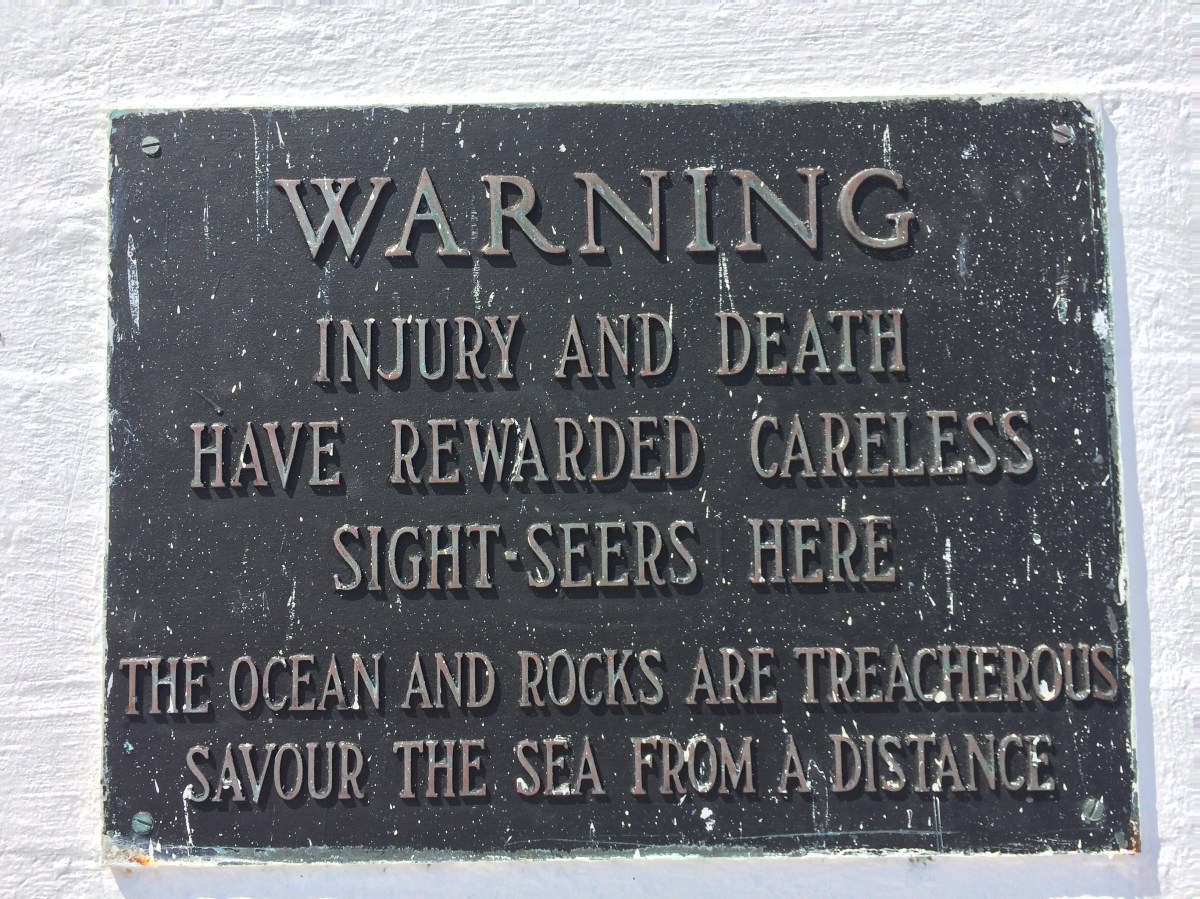 WARNING
INJURY AND DEATH
HAVE REWARDED CARELESS
SIGHT-SEERS HERE
THE OCEAN AND ROCKS ARE TREACHEROUS
SAVOUR THE SEA FROM A DISTANCE